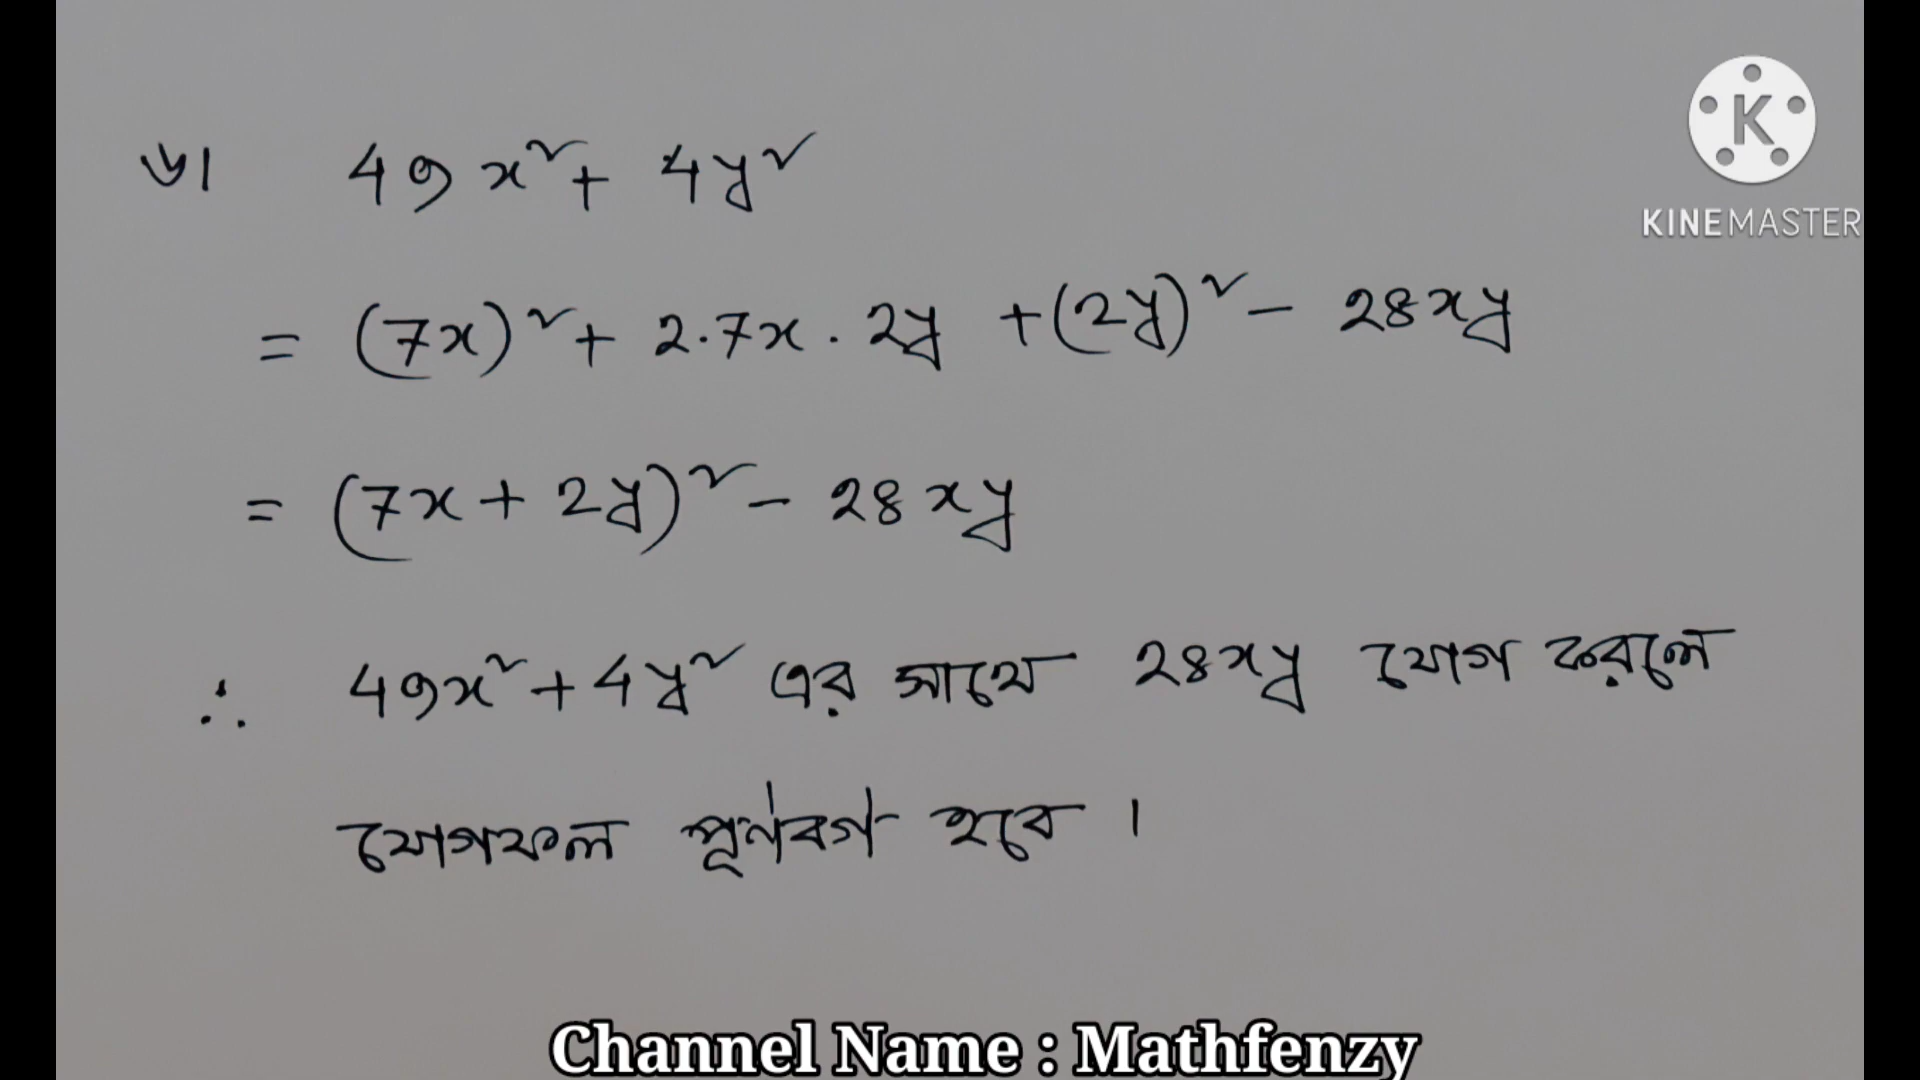 ৬। 49x² + 4y²
= (7x)² + 2.7x . 2y + (2y)² - 28xy
= (7x + 2y)² - 28xy
∴ 49x² + 4y² এর সাথে 28xy যোগ করলে
যোগফল পূর্ণবর্গ হবে ।
K
KINEMASTER
Channel Name : Mathfenzy